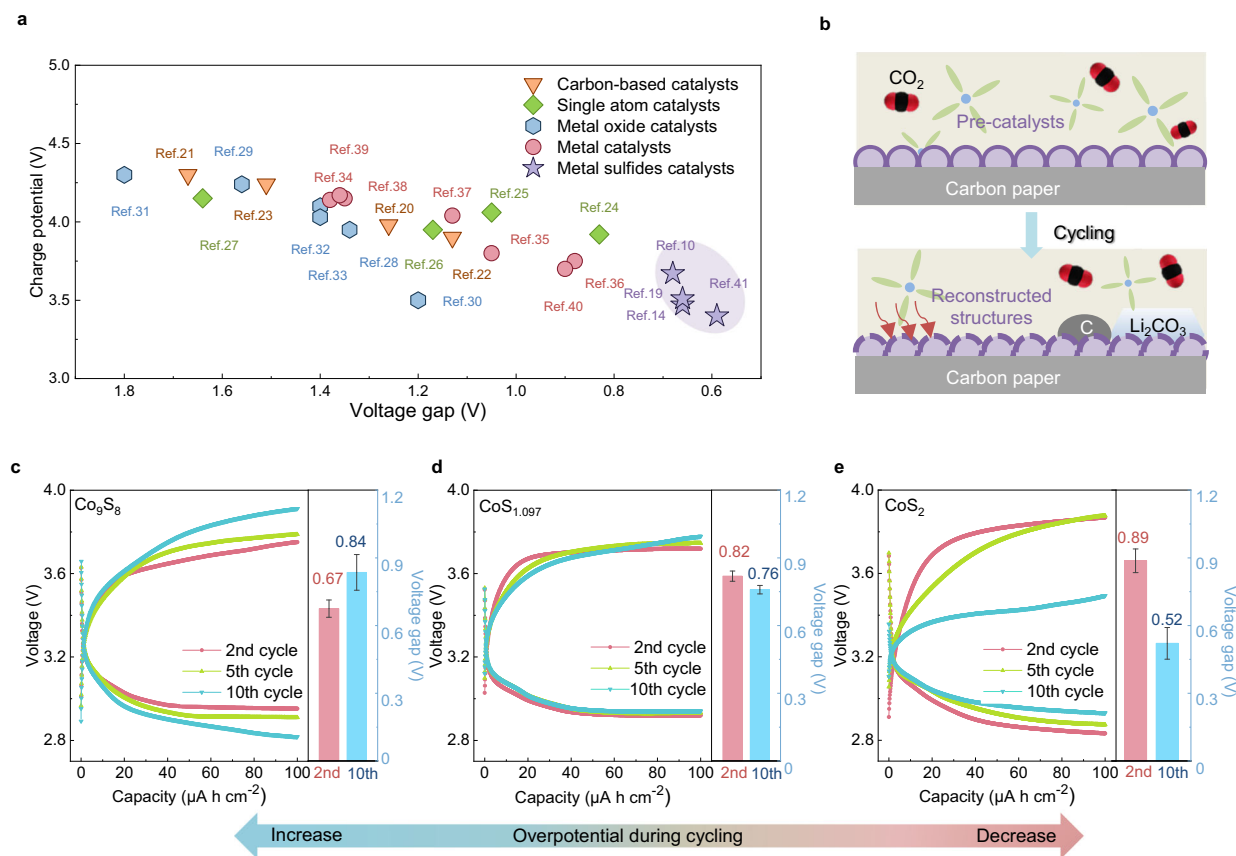 a
5.0
4.5
4.0
3.5
3.0
Charge potential (V)
1.8
1.6
1.4
1.2
1.0
0.8
0.6
Voltage gap (V)
Carbon-based catalysts
Single atom catalysts
Metal oxide catalysts
Metal catalysts
Metal sulfides catalysts
Ref.21
Ref.29
Ref.39
Ref.34
Ref.38
Ref.37
Ref.25
Ref.24
Ref.31
Ref.23
Ref.20
Ref.27
Ref.32
Ref.33
Ref.28
Ref.26
Ref.22
Ref.35
Ref.30
Ref.40
Ref.36
Ref.10
Ref.19
Ref.14
Ref.41
b
CO₂
Pre-catalysts
Carbon paper
Cycling
Reconstructed
structures
C
Li₂CO₃
Carbon paper
c
Co₉S₈
4.0
3.6
3.2
2.8
Voltage (V)
2nd cycle
5th cycle
10th cycle
0
20
40
60
80
100
Capacity (μA h cm⁻²)
0.67
0.84
2nd
10th
1.2
0.9
0.6
0.3
0
Voltage gap (V)
d
CoS₁.₀₉₇
4.0
3.6
3.2
2.8
Voltage (V)
2nd cycle
5th cycle
10th cycle
0
20
40
60
80
100
Capacity (μA h cm⁻²)
0.82
0.76
2nd
10th
1.2
0.9
0.6
0.3
0
Voltage gap (V)
e
CoS₂
4.0
3.6
3.2
2.8
Voltage (V)
2nd cycle
5th cycle
10th cycle
0
20
40
60
80
100
Capacity (μA h cm⁻²)
0.89
0.52
2nd
10th
1.2
0.9
0.6
0.3
0
Voltage gap (V)
Increase
Overpotential during cycling
Decrease